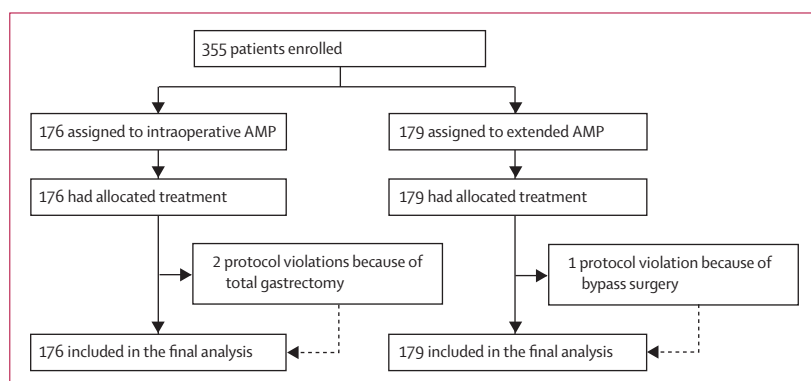 355 patients enrolled
176 assigned to intraoperative AMP
179 assigned to extended AMP
176 had allocated treatment
179 had allocated treatment
2 protocol violations because of
total gastrectomy
1 protocol violation because of
bypass surgery
176 included in the final analysis
179 included in the final analysis